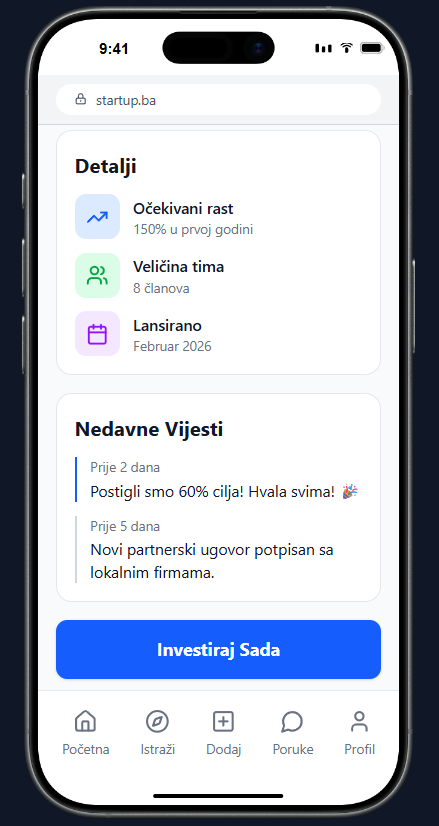 9:41
startup.ba
Detalji
Očekivani rast
150% u prvoj godini
Veličina tima
8 članova
Lansirano
Februar 2026
Nedavne Vijesti
Prije 2 dana
Postigli smo 60% cilja! Hvala svima! 🎉
Prije 5 dana
Novi partnerski ugovor potpisan sa
lokalnim firmama.
Investiraj Sada
Početna Istraži Dodaj Poruke Profil